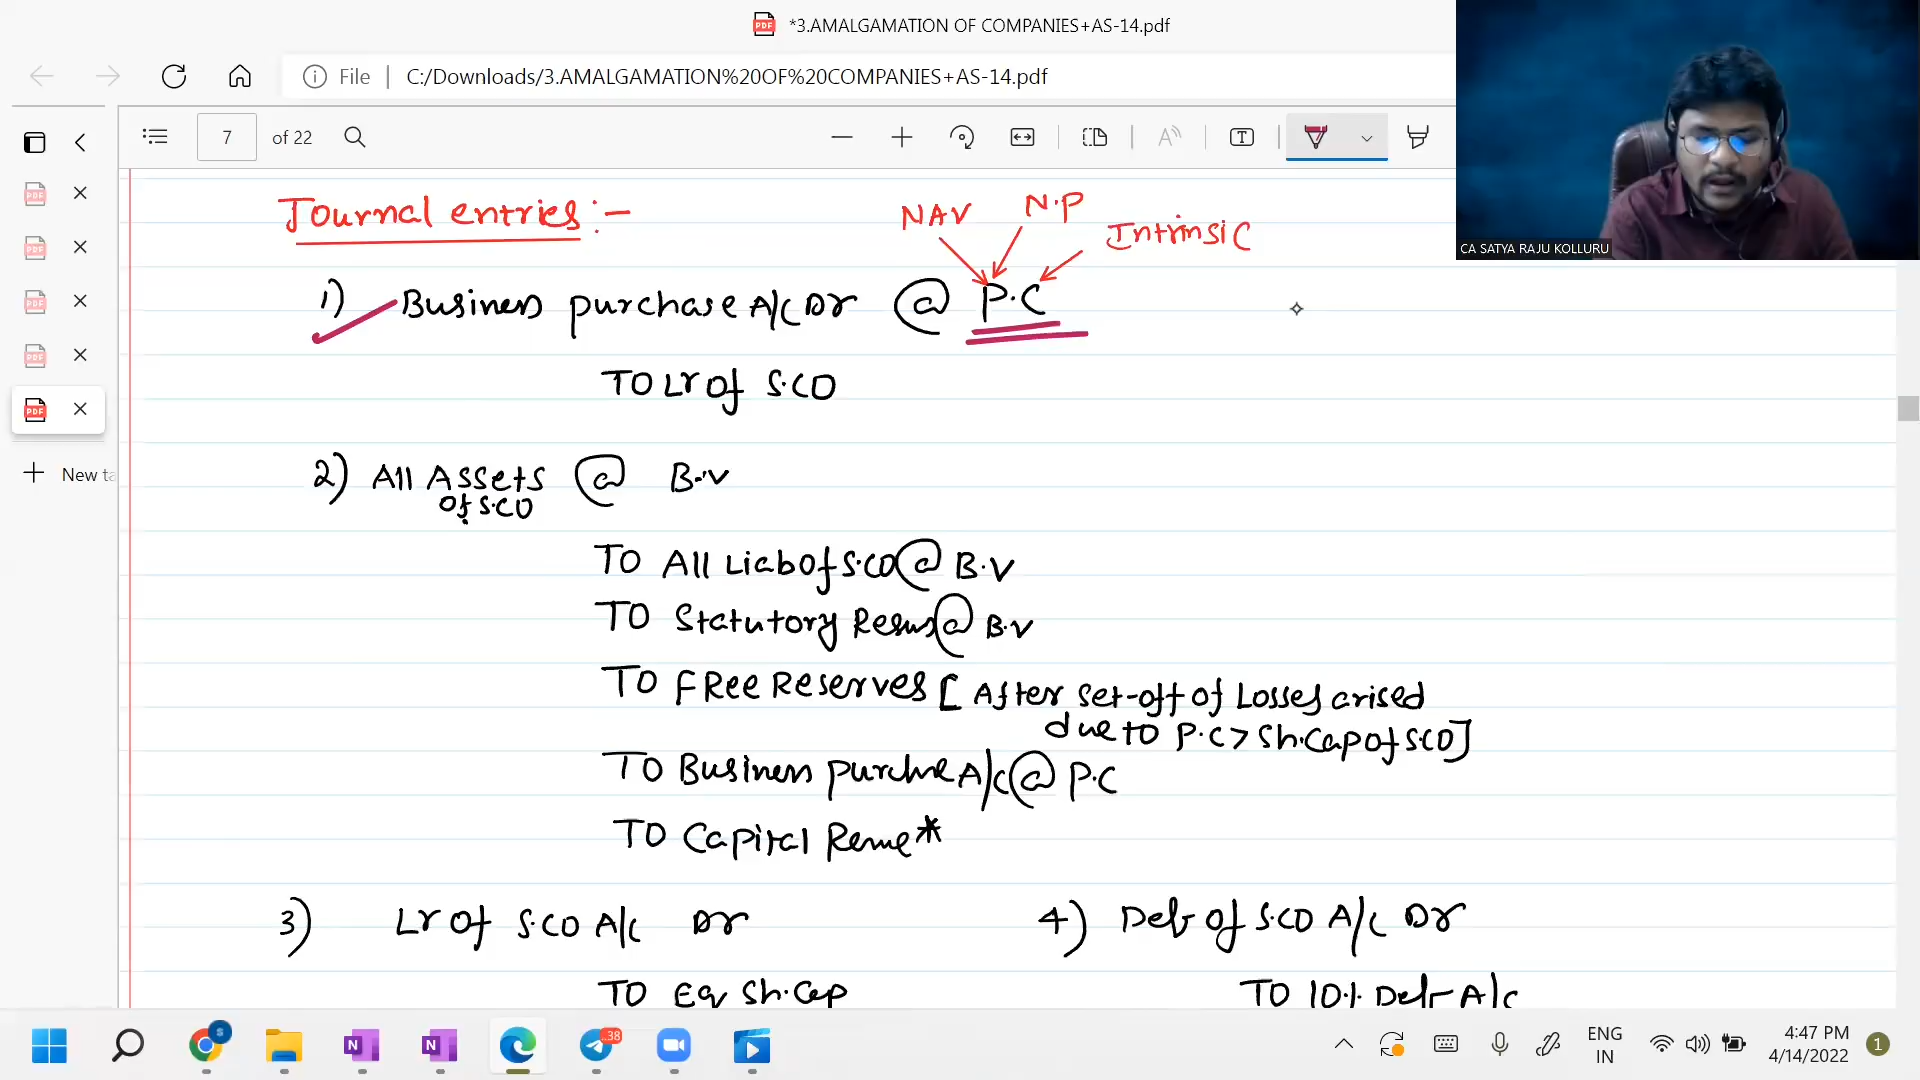 *3.AMALGAMATION OF COMPANIES+AS-14.pdf
File | C:/Downloads/3.AMALGAMATION%20OF%20COMPANIES+AS-14.pdf
7 of 22
CA SATYA RAJU KOLLURU
New ta
Journal entries :-
NAV N.P Intrinsic
1) Business purchase A/C Dr @ P.C
TO Lr of S.CO
2) All Assets @ B.V
of S.CO
TO All Liab of S.CO @ B.V
TO Statutory @ B.V
TO Free Reserves [After set-off of Losses arised
due to P.C > Sh.Cap of S.CO]
TO Business A/C @ P.C
TO Capital *
3) Lr of S.CO A/C Dr
TO Eq Sh.Cap
4) Deb of S.CO A/C Dr
TO 10% Deb A/C
..38
ENG
IN
4:47 PM
4/14/2022
1